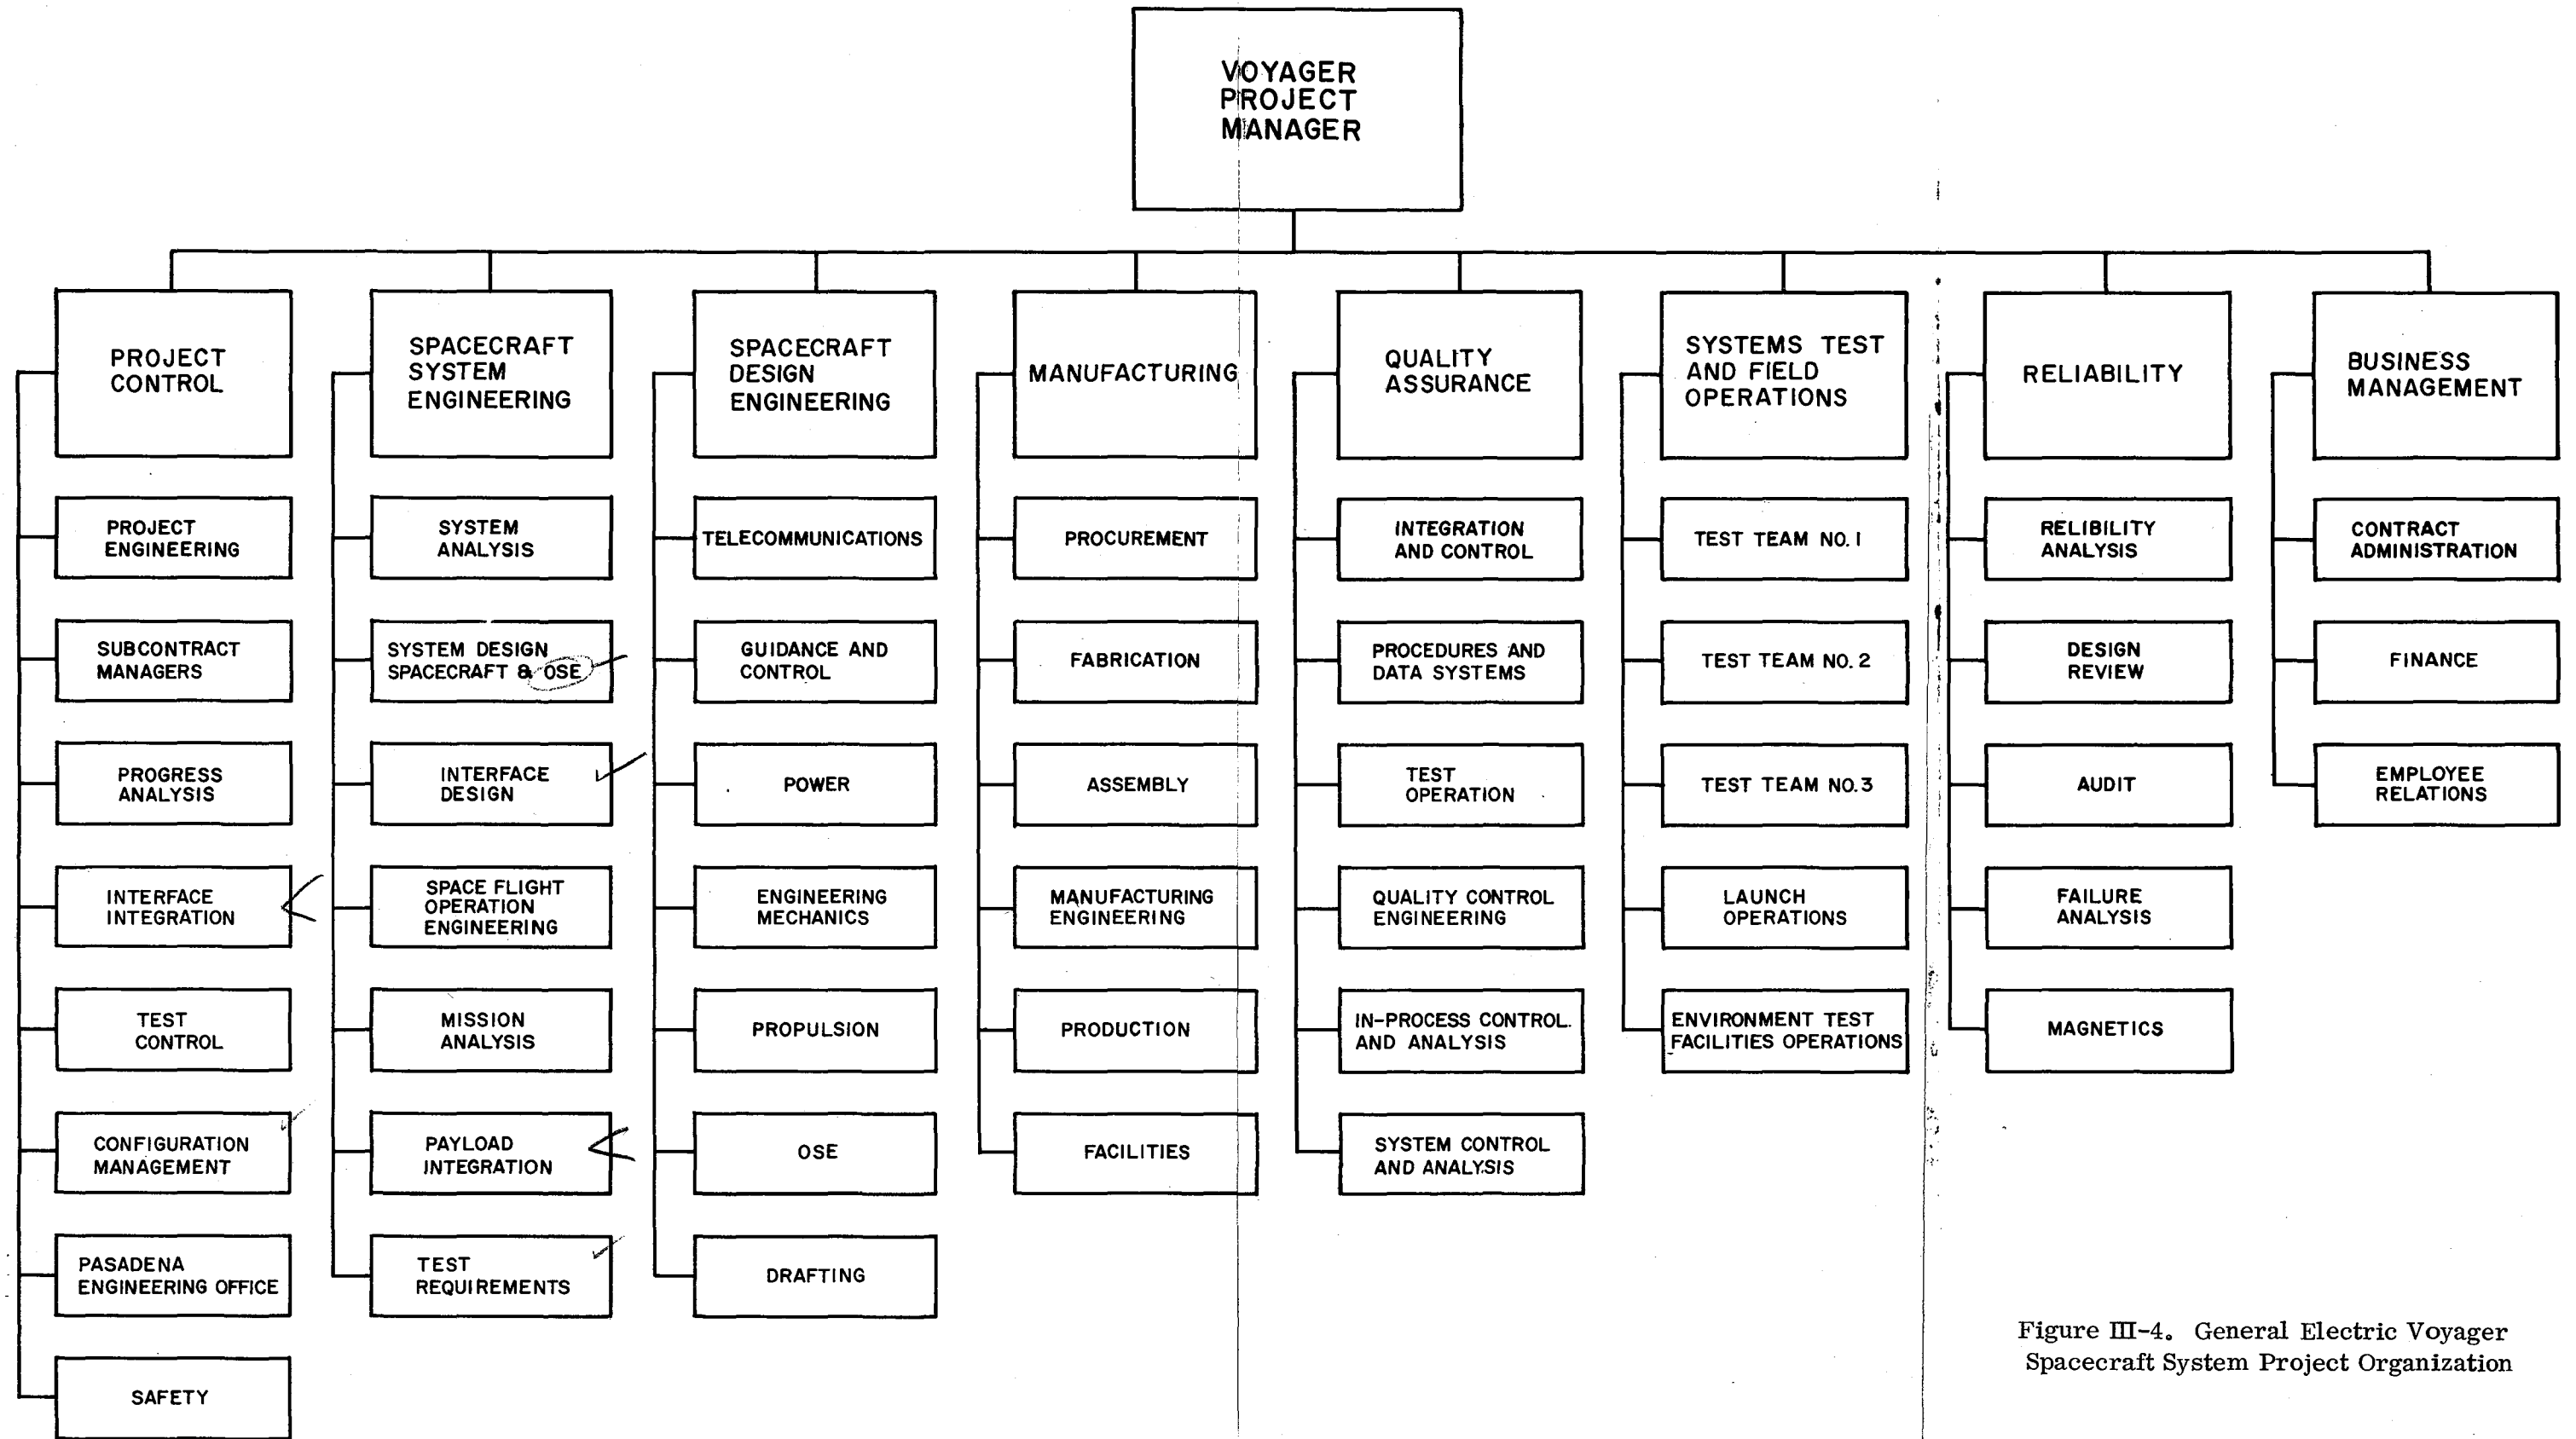 VOYAGER
PROJECT
MANAGER
PROJECT
CONTROL
PROJECT
ENGINEERING
SUBCONTRACT
MANAGERS
PROGRESS
ANALYSIS
INTERFACE
INTEGRATION
TEST
CONTROL
CONFIGURATION
MANAGEMENT
PASADENA
ENGINEERING OFFICE
SAFETY
SPACECRAFT
SYSTEM
ENGINEERING
SYSTEM
ANALYSIS
SYSTEM DESIGN
SPACECRAFT & OSE
INTERFACE
DESIGN
SPACE FLIGHT
OPERATION
ENGINEERING
MISSION
ANALYSIS
PAYLOAD
INTEGRATION
TEST
REQUIREMENTS
SPACECRAFT
DESIGN
ENGINEERING
TELECOMMUNICATIONS
GUIDANCE AND
CONTROL
POWER
ENGINEERING
MECHANICS
PROPULSION
OSE
DRAFTING
MANUFACTURING
PROCUREMENT
FABRICATION
ASSEMBLY
MANUFACTURING
ENGINEERING
PRODUCTION
FACILITIES
QUALITY
ASSURANCE
INTEGRATION
AND CONTROL
PROCEDURES AND
DATA SYSTEMS
TEST
OPERATION
QUALITY CONTROL
ENGINEERING
IN-PROCESS CONTROL.
AND ANALYSIS
SYSTEM CONTROL
AND ANALYSIS
SYSTEMS TEST
AND FIELD
OPERATIONS
TEST TEAM NO. 1
TEST TEAM NO. 2
TEST TEAM NO. 3
LAUNCH
OPERATIONS
ENVIRONMENT TEST
FACILITIES OPERATIONS
RELIABILITY
RELIBILITY
ANALYSIS
DESIGN
REVIEW
AUDIT
FAILURE
ANALYSIS
MAGNETICS
BUSINESS
MANAGEMENT
CONTRACT
ADMINISTRATION
FINANCE
EMPLOYEE
RELATIONS
Figure III-4. General Electric Voyager
Spacecraft System Project Organization